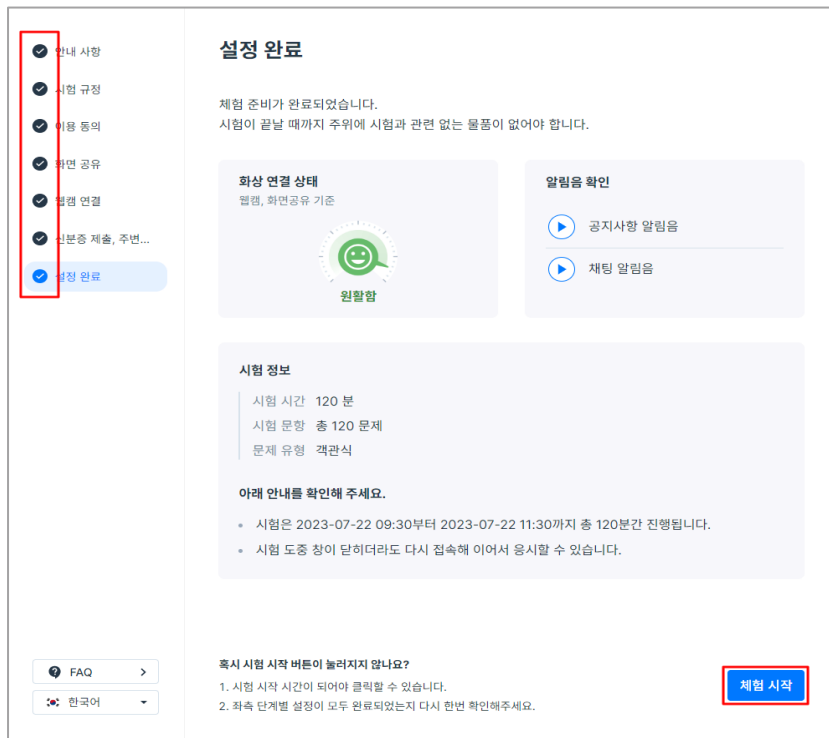 안내 사항
시험 규정
이용 동의
화면 공유
웹캠 연결
신분증 제출, 주변...
설정 완료
FAQ
한국어
설정 완료
체험 준비가 완료되었습니다.
시험이 끝날 때까지 주위에 시험과 관련 없는 물품이 없어야 합니다.
화상 연결 상태
웹캠, 화면공유 기준
원활함
알림음 확인
공지사항 알림음
채팅 알림음
시험 정보
시험 시간 120 분
시험 문항 총 120 문제
문제 유형 객관식
아래 안내를 확인해 주세요.
시험은 2023-07-22 09:30부터 2023-07-22 11:30까지 총 120분간 진행됩니다.
시험 도중 창이 닫히더라도 다시 접속해 이어서 응시할 수 있습니다.
혹시 시험 시작 버튼이 눌러지지 않나요?
1. 시험 시작 시간이 되어야 클릭할 수 있습니다.
2. 좌측 단계별 설정이 모두 완료되었는지 다시 한번 확인해주세요.
체험 시작